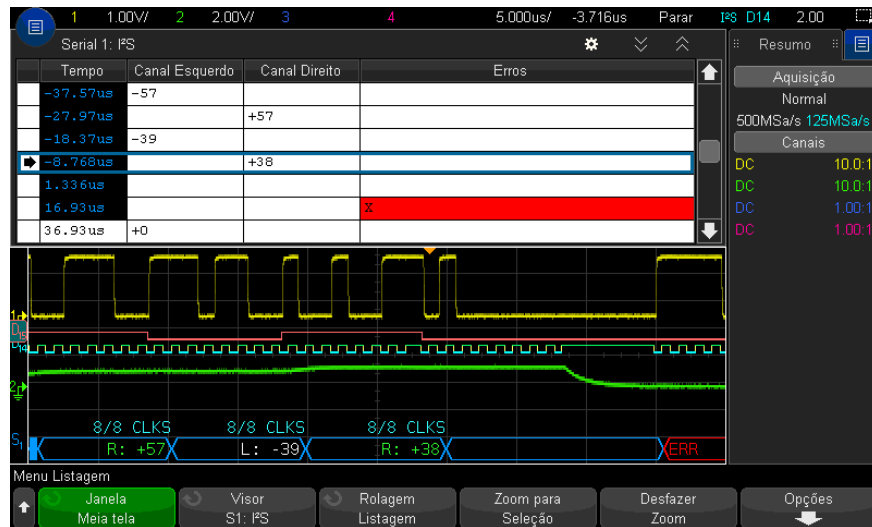 1 1.00V/ 2 2.00V/ 3 4 5.000us/ -3.716us Parar I²S D14 2.00
Serial 1: I²S
Resumo
Tempo Canal Esquerdo Canal Direito Erros
-37.57us -57
-27.97us +57
-18.37us -39
-8.768us +38
1.336us
16.93us X
36.93us +0
Aquisição
Normal
500MSa/s 125MSa/s
Canais
DC 10.0:1
DC 10.0:1
DC 1.00:1
DC 1.00:1
1
D15
D14
2
8/8 CLKS 8/8 CLKS 8/8 CLKS
S1 R: +57 L: -39 R: +38 ERR
Menu Listagem
Janela
Meia tela
Visor
S1: I²S
Rolagem
Listagem
Zoom para
Seleção
Desfazer
Zoom
Opções